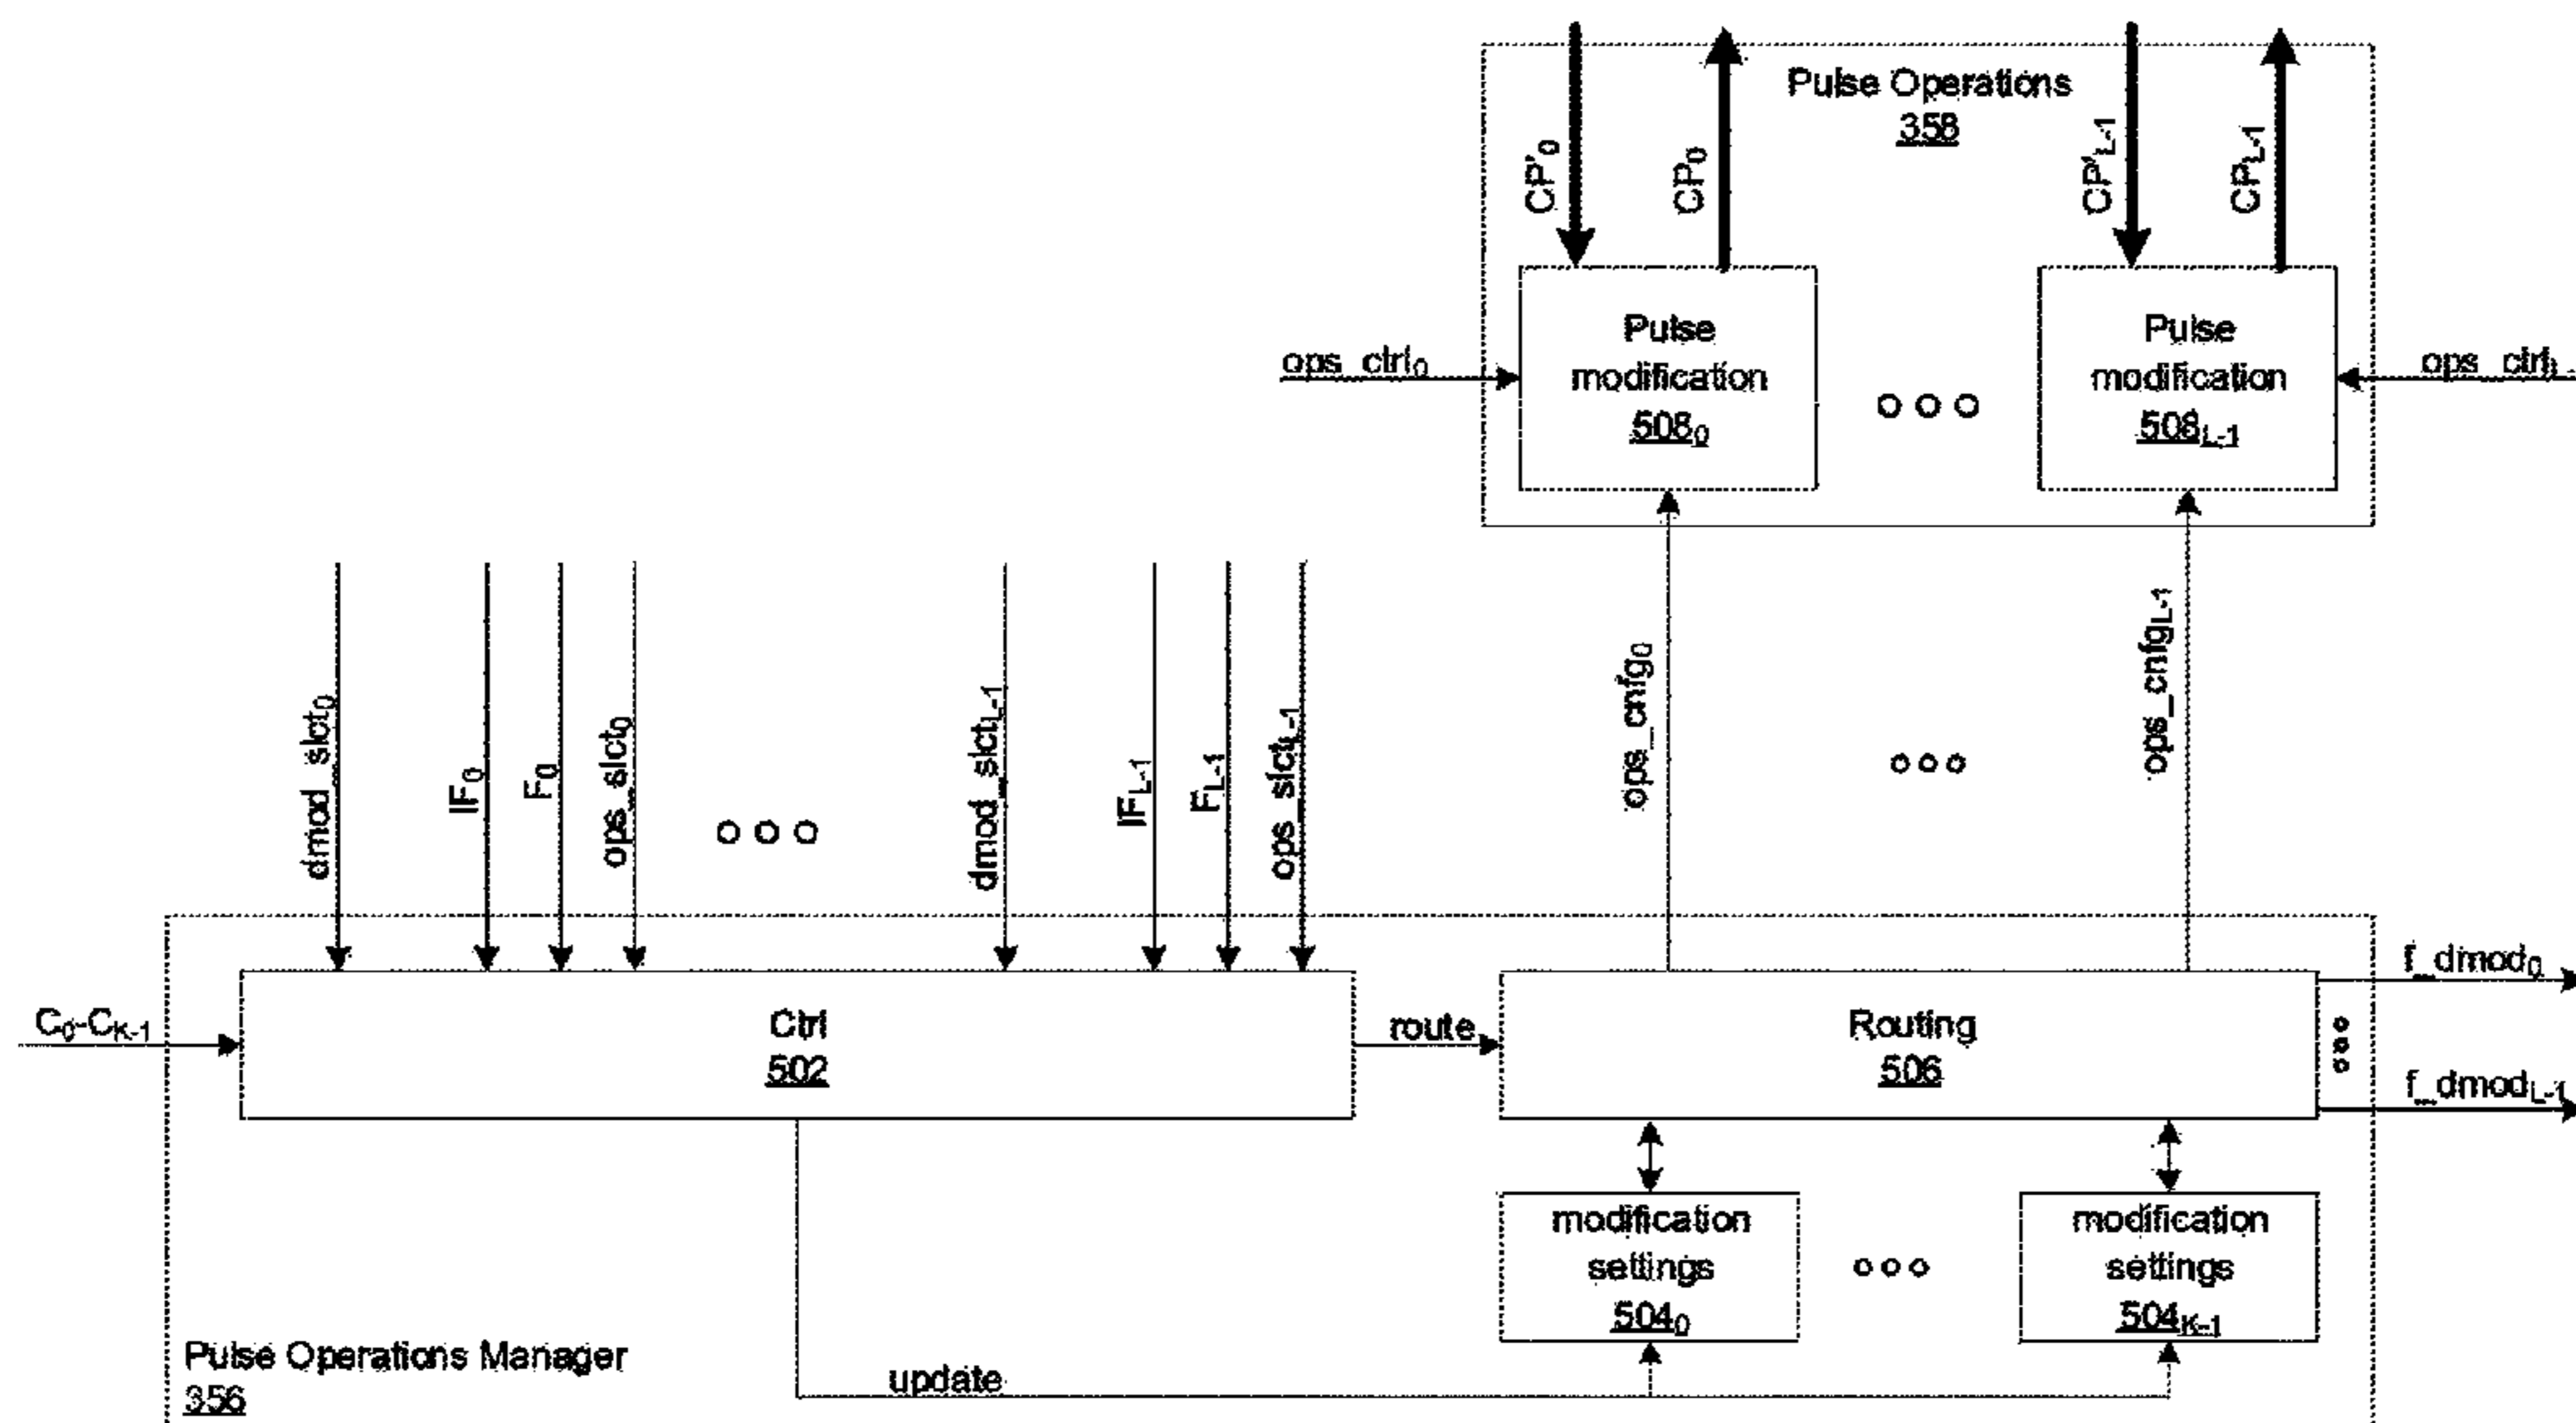 Pulse Operations
358
CP'0
CP0
CP'L-1
CPL-1
Pulse
modification
5080
Pulse
modification
508L-1
ops_ctrl0
ops_cnfg0
ops_cnfgL-1
dmod_slct0
IF0
F0
ops_slct0
dmod_slctL-1
IFL-1
FL-1
ops_slctL-1
C0-CK-1
Ctrl
502
route
Routing
506
f_dmod0
f_dmodL-1
modification
settings
5040
modification
settings
504K-1
update
Pulse Operations Manager
356